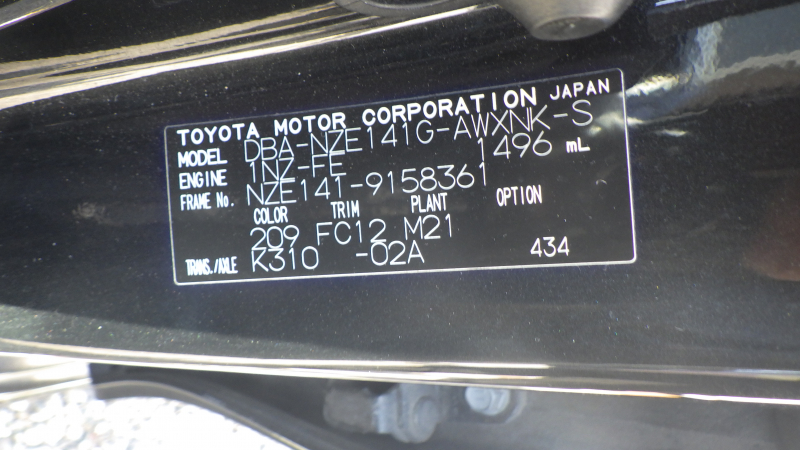 TOYOTA MOTOR CORPORATION JAPAN
MODEL DBA-NZE141G-AWXNK-S
ENGINE 1NZ-FE 1496 mL
FRAME No. NZE141-9158361
COLOR TRIM PLANT OPTION
209 FC12 M21
TRANS./AXLE K310 -02A 434